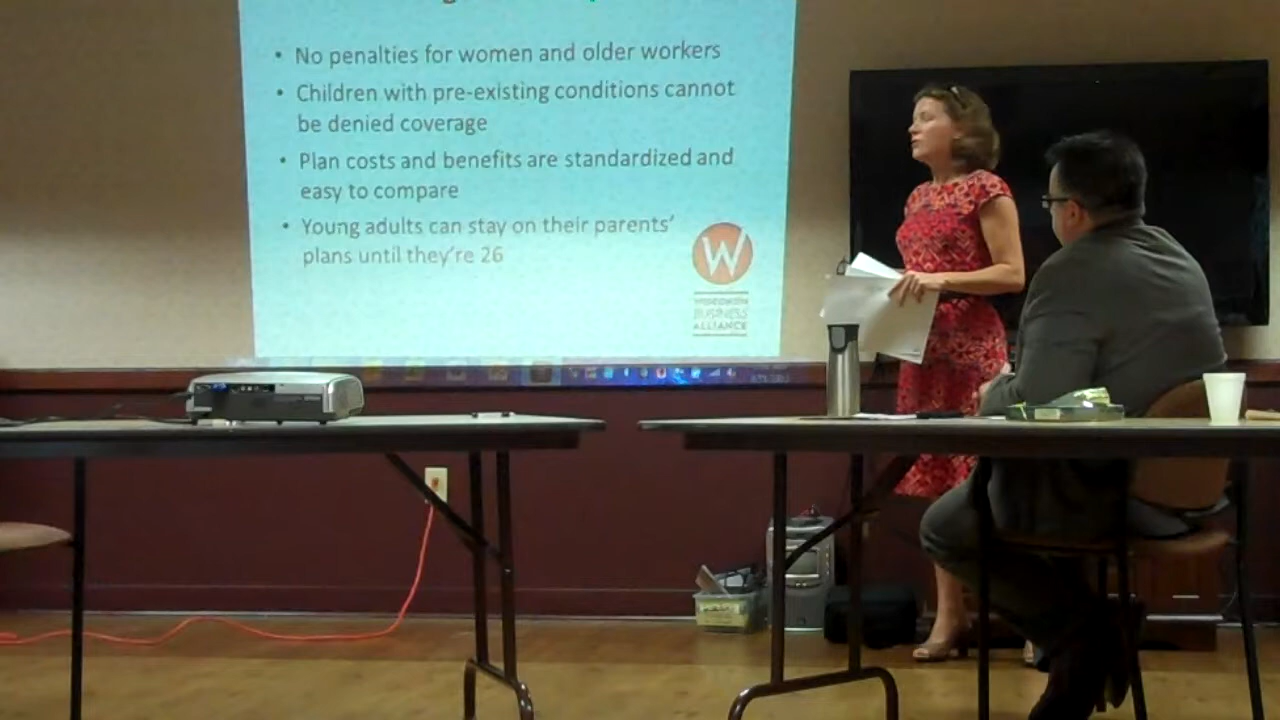 • No penalties for women and older workers
• Children with pre-existing conditions cannot
be denied coverage
• Plan costs and benefits are standardized and
easy to compare
• Young adults can stay on their parents'
plans until they're 26
W
WISCONSIN
BUSINESS
ALLIANCE